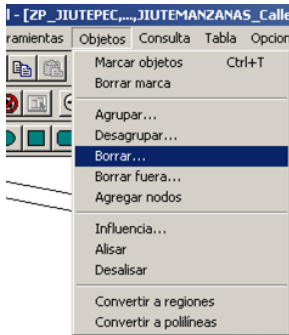 l - [ZP_JIUTEPEC,...,JIUTEMANZANAS_Calle
ramientas Objetos Consulta Tabla Opcion
Marcar objetos Ctrl+T
Borrar marca
Agrupar...
Desagrupar...
Borrar...
Borrar fuera...
Agregar nodos
Influencia...
Alisar
Desalisar
Convertir a regiones
Convertir a polilíneas